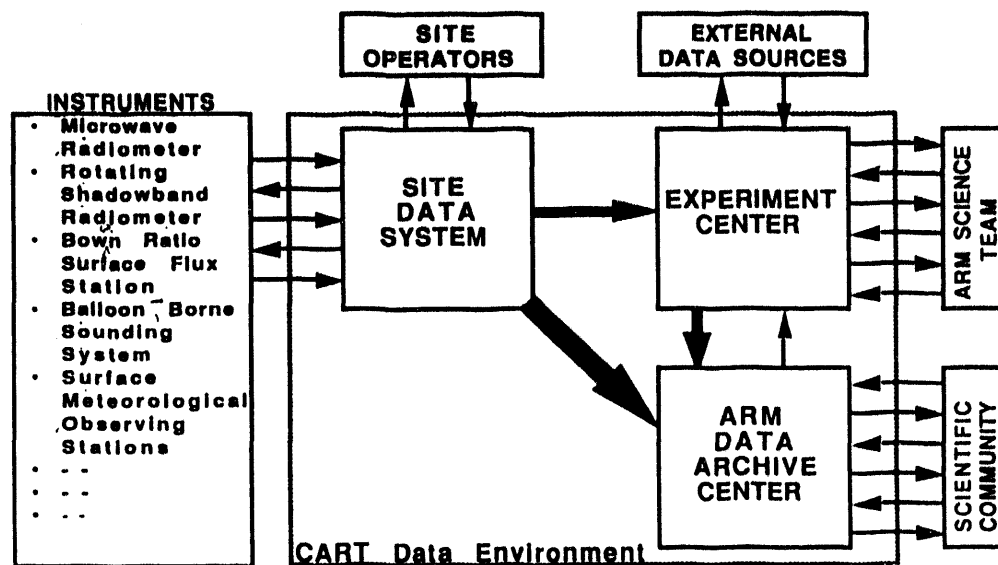 SITE
OPERATORS
EXTERNAL
DATA SOURCES
INSTRUMENTS
· Microwave
Radiometer
· Rotating
Shadowband
Radiometer
· Bown Ratio
Surface Flux
Station
· Balloon-Borne
Sounding
System
· Surface
Meteorological
Observing
Stations
· - -
· - -
· - -
SITE
DATA
SYSTEM
EXPERIMENT
CENTER
ARM SCIENCE
TEAM
ARM
DATA
ARCHIVE
CENTER
SCIENTIFIC
COMMUNITY
CART Data Environment